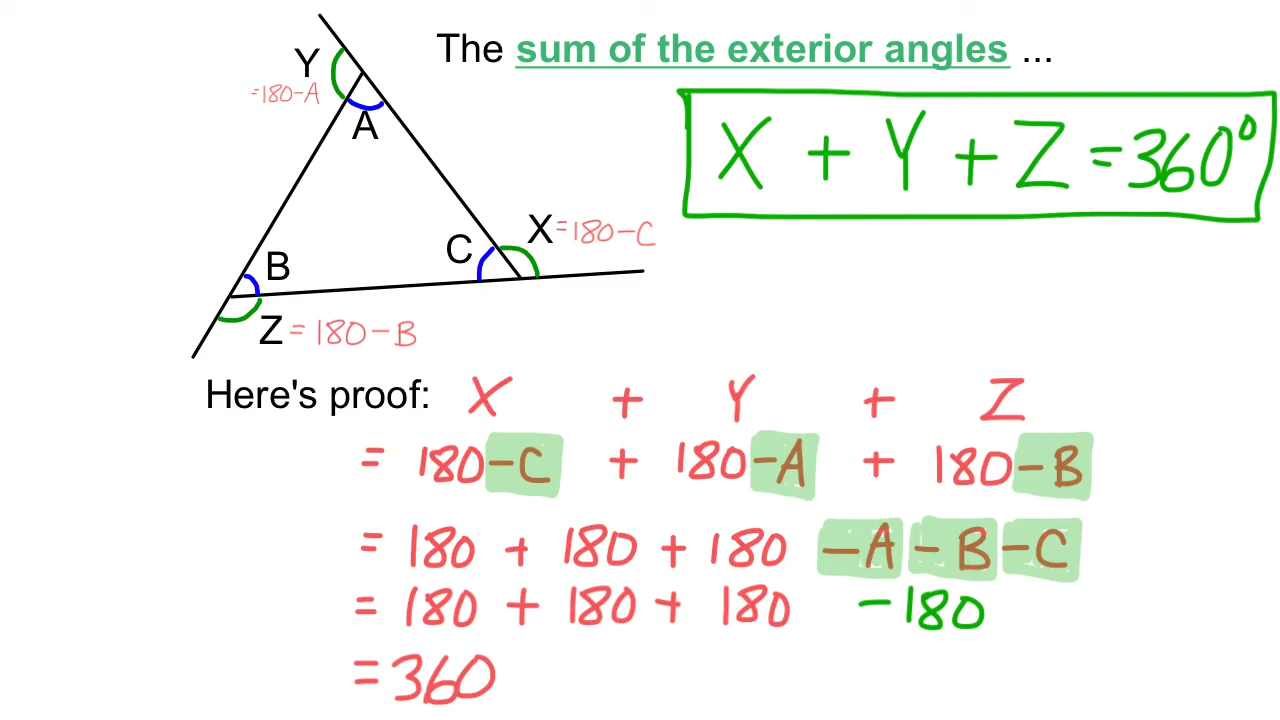 The sum of the exterior angles ...
Y
=180-A
A
X + Y + Z = 360°
X =180-C
C
B
Z = 180-B
Here's proof: X + Y + Z
= 180-C + 180-A + 180-B
= 180 + 180 + 180 -A-B-C
= 180 + 180 + 180 -180
= 360